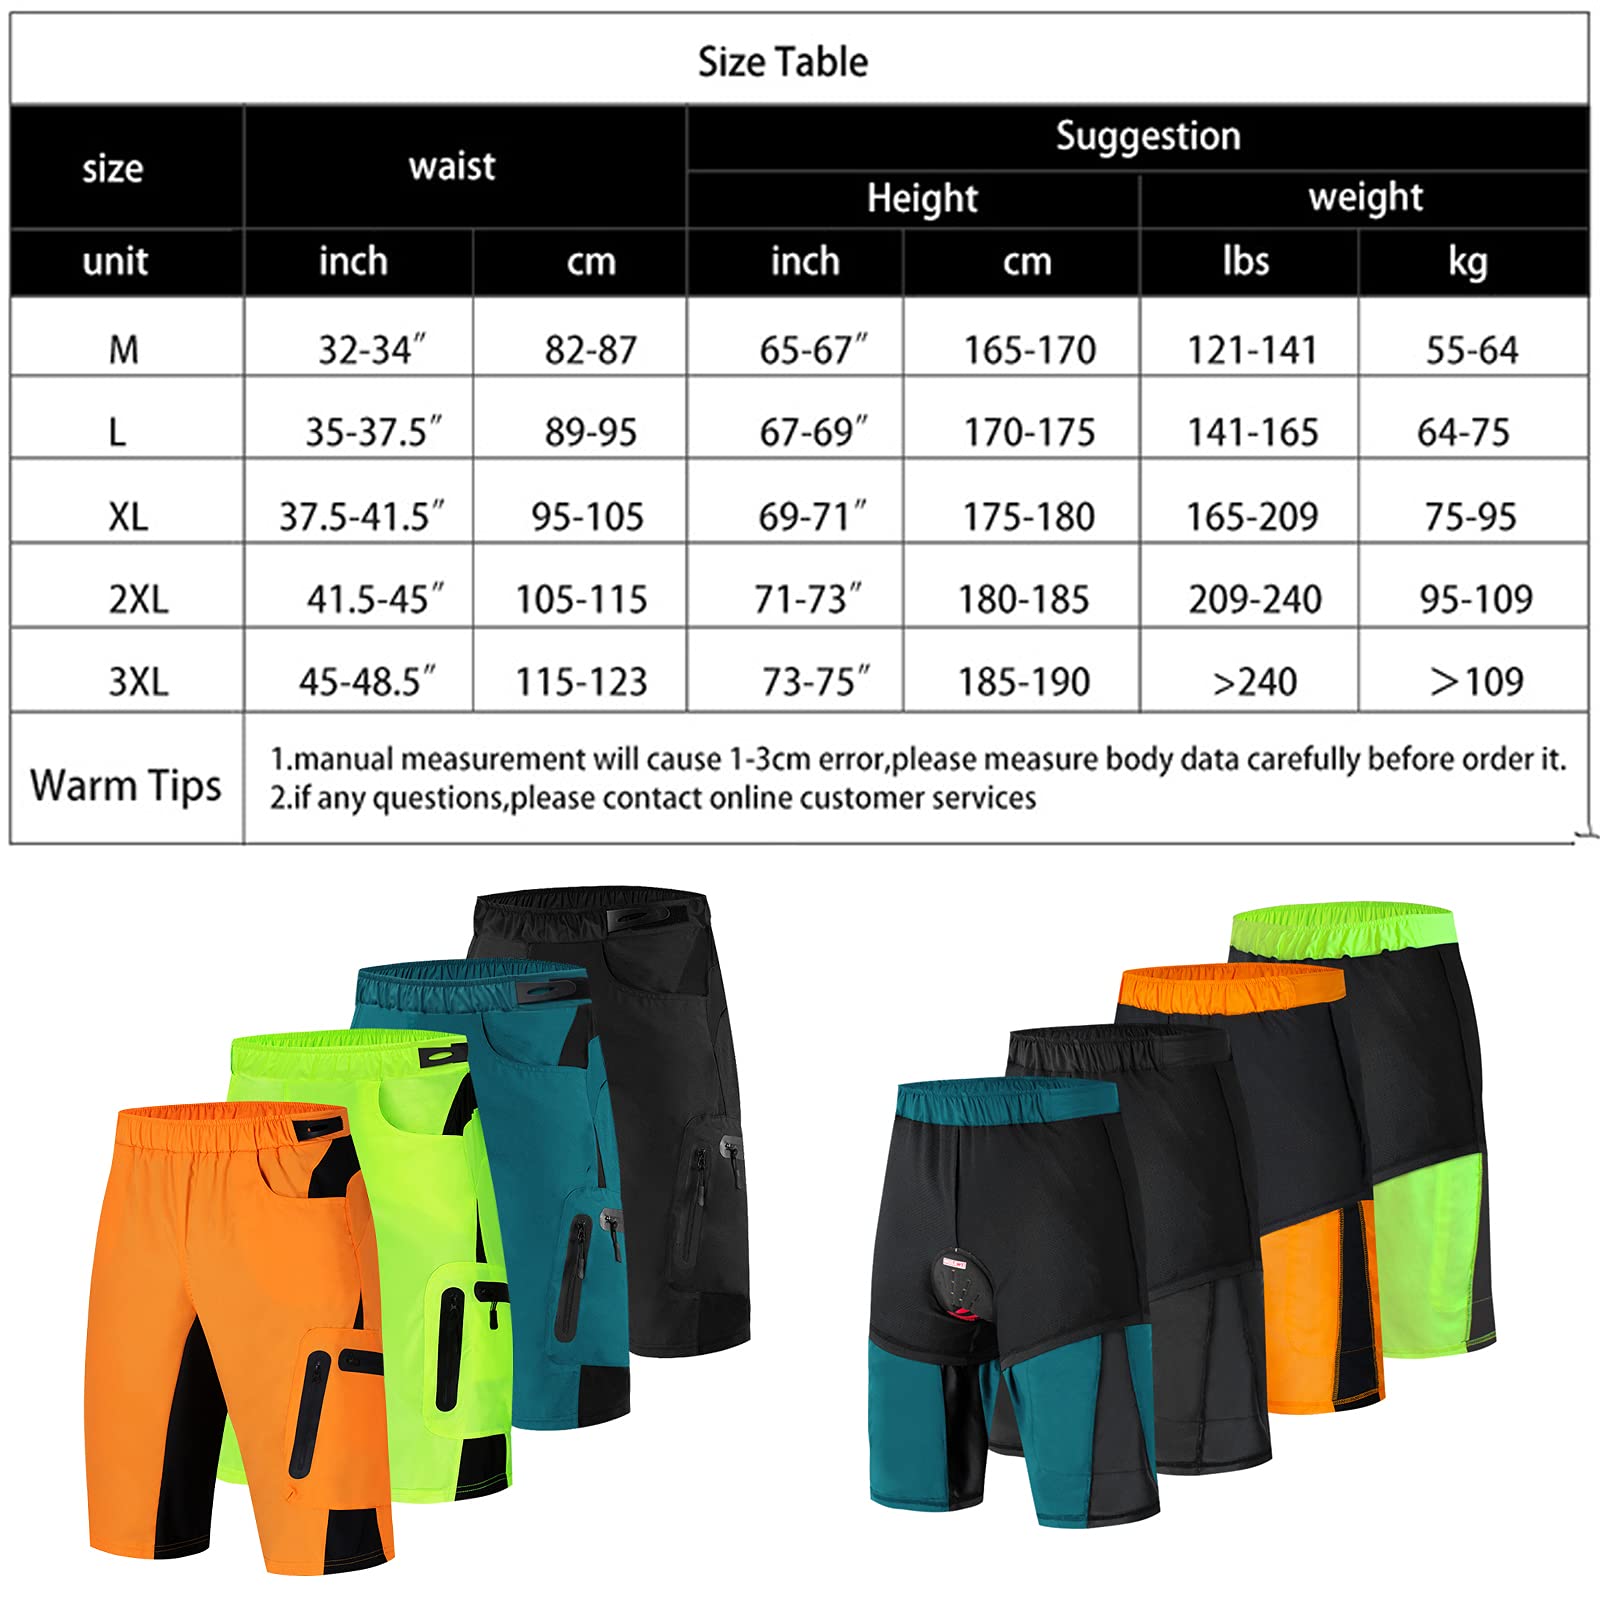 Size Table
size waist Suggestion
Height weight
unit inch cm inch cm lbs kg
M 32-34″ 82-87 65-67″ 165-170 121-141 55-64
L 35-37.5″ 89-95 67-69″ 170-175 141-165 64-75
XL 37.5-41.5″ 95-105 69-71″ 175-180 165-209 75-95
2XL 41.5-45″ 105-115 71-73″ 180-185 209-240 95-109
3XL 45-48.5″ 115-123 73-75″ 185-190 >240 >109
Warm Tips
1.manual measurement will cause 1-3cm error,please measure body data carefully before order it.
2.if any questions,please contact online customer services